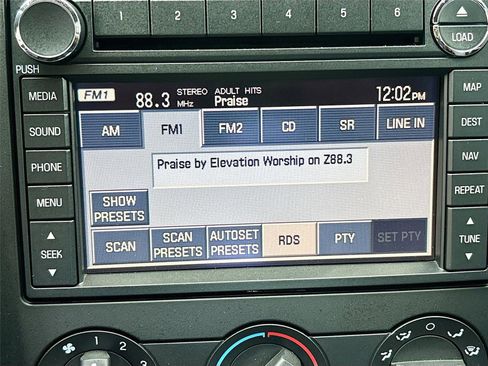 1 2 3 4 5 6
LOAD
PUSH
FM1 88.3 MHz STEREO ADULT HITS 12:02PM
Praise
MEDIA
SOUND
PHONE
MENU
SEEK
AM FM1 FM2 CD SR LINE IN
Praise by Elevation Worship on Z88.3
SHOW
PRESETS
SCAN
SCAN
PRESETS
AUTOSET
PRESETS
RDS
PTY
SET PTY
MAP
DEST
NAV
REPEAT
TUNE
1 2 3 4